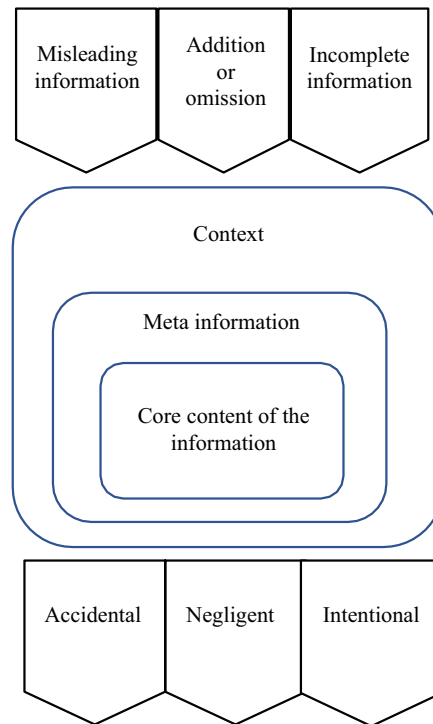 Misleading
information
Addition
or
omission
Incomplete
information
Context
Meta information
Core content of the
information
Accidental
Negligent
Intentional